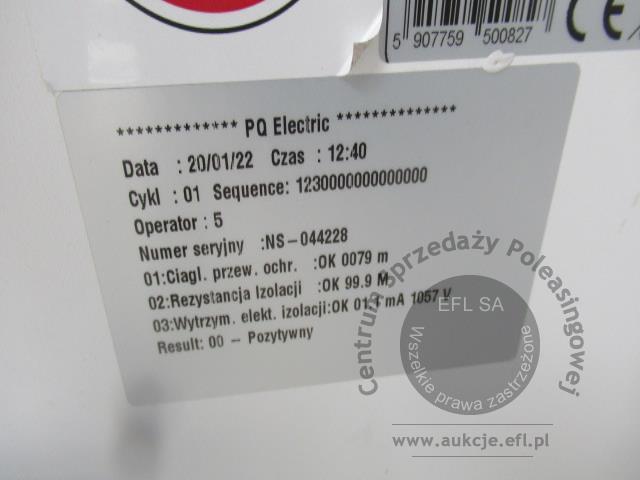 5 907759 500827
CE
************* PQ Electric *************
Data : 20/01/22 Czas : 12:40
Cykl : 01 Sequence: 1230000000000000
Operator : 5
Numer seryjny :NS-044228
01:Ciagl. przew. ochr. :OK 0079 m
02:Rezystancja Izolacji :OK 99.9 M
03:Wytrzym. elekt. izolacji:OK 01.1 mA 1057 V
Result: 00 - Pozytywny
Centrum Sprzedaży Poleasingowej
EFL SA
Wszelkie prawa zastrzeżone
www.aukcje.efl.pl